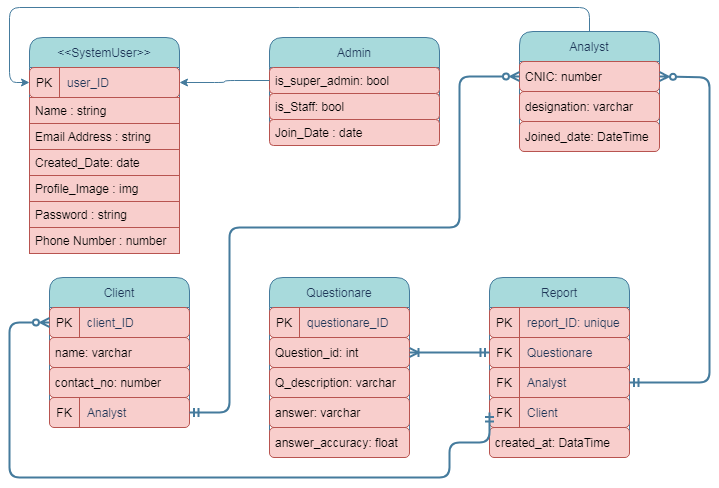 <<SystemUser>>
PK user_ID
Name : string
Email Address : string
Created_Date: date
Profile_Image : img
Password : string
Phone Number : number
Admin
is_super_admin: bool
is_Staff: bool
Join_Date : date
Analyst
CNIC: number
designation: varchar
Joined_date: DateTime
Client
PK client_ID
name: varchar
contact_no: number
FK Analyst
Questionare
PK questionare_ID
Question_id: int
Q_description: varchar
answer: varchar
answer_accuracy: float
Report
PK report_ID: unique
FK Questionare
FK Analyst
FK Client
created_at: DataTime